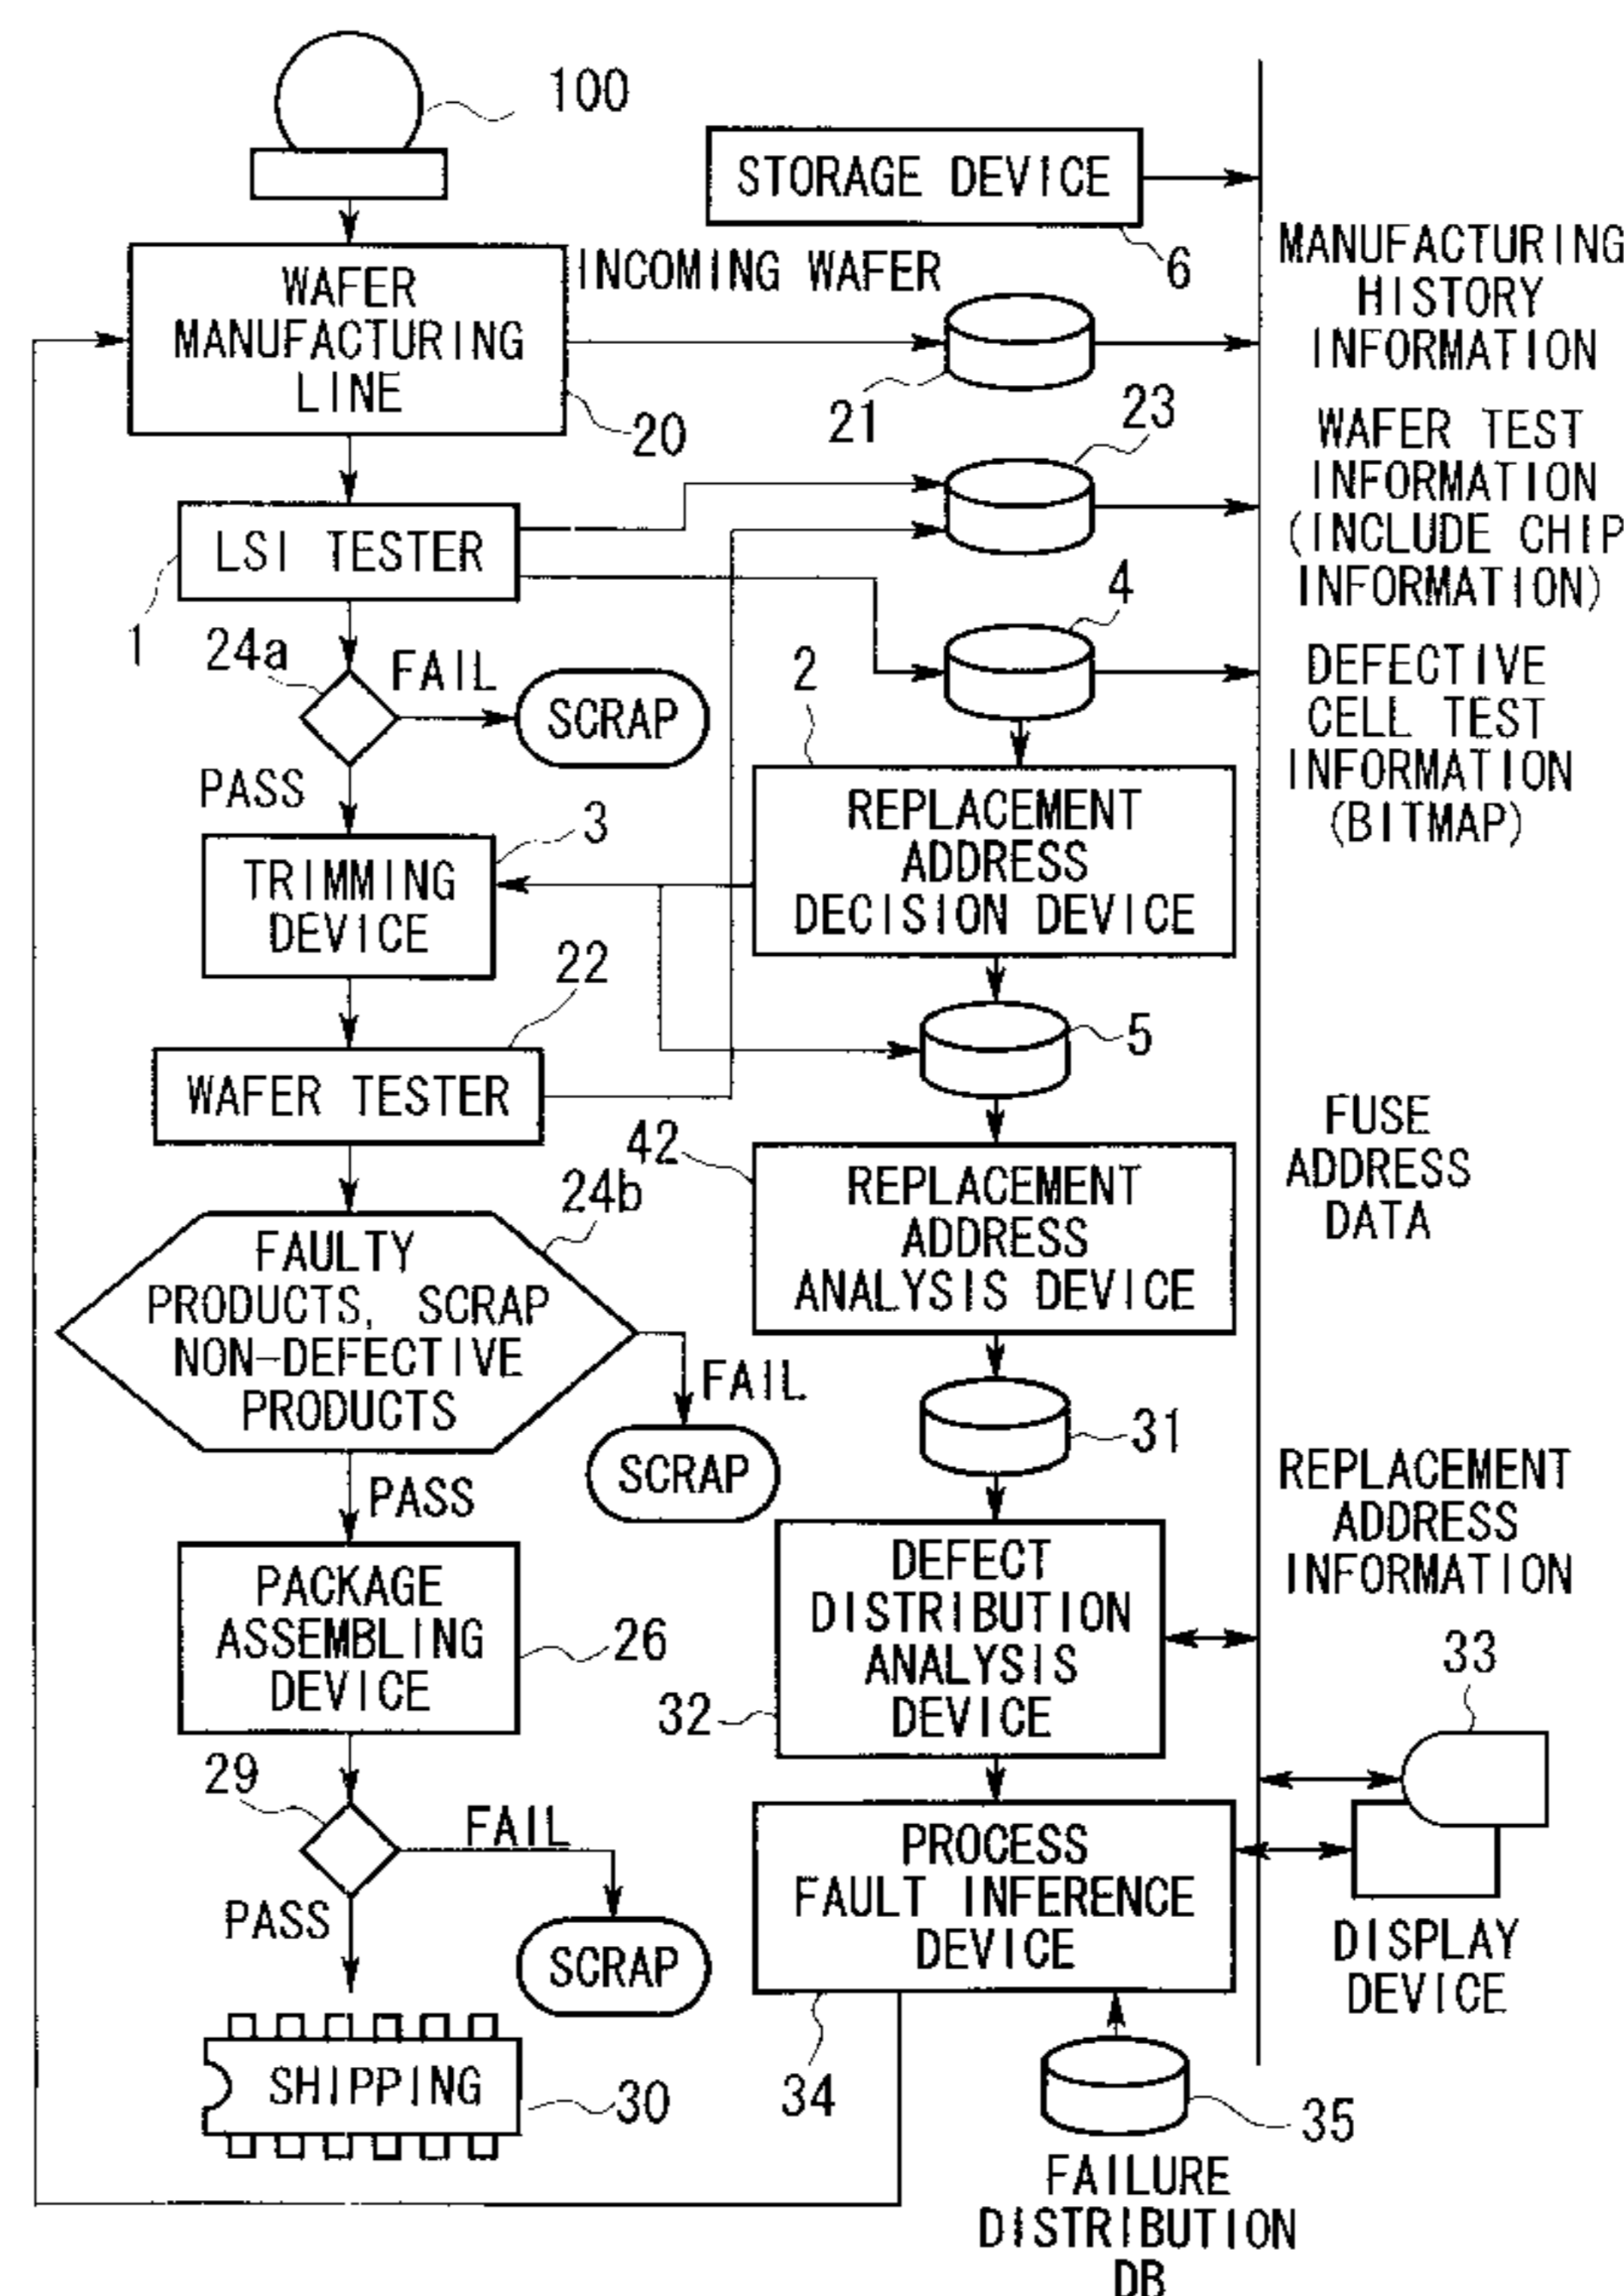 100
STORAGE DEVICE
6
INCOMING WAFER
WAFER
MANUFACTURING
LINE
20
21
MANUFACTURING
HISTORY
INFORMATION
23
WAFER TEST
INFORMATION
(INCLUDE CHIP
INFORMATION)
LSI TESTER
1
4
24a
FAIL
SCRAP
PASS
2
DEFECTIVE
CELL TEST
INFORMATION
(BITMAP)
REPLACEMENT
ADDRESS
DECISION DEVICE
3
TRIMMING
DEVICE
22
5
WAFER TESTER
FUSE
ADDRESS
DATA
42
REPLACEMENT
ADDRESS
ANALYSIS DEVICE
24b
FAULTY
PRODUCTS, SCRAP
NON-DEFECTIVE
PRODUCTS
FAIL
SCRAP
31
PASS
REPLACEMENT
ADDRESS
INFORMATION
DEFECT
DISTRIBUTION
ANALYSIS
DEVICE
32
PACKAGE
ASSEMBLING
DEVICE
26
33
29
FAIL
SCRAP
PASS
PROCESS
FAULT INFERENCE
DEVICE
34
DISPLAY
DEVICE
SHIPPING
30
35
FAILURE
DISTRIBUTION
DB